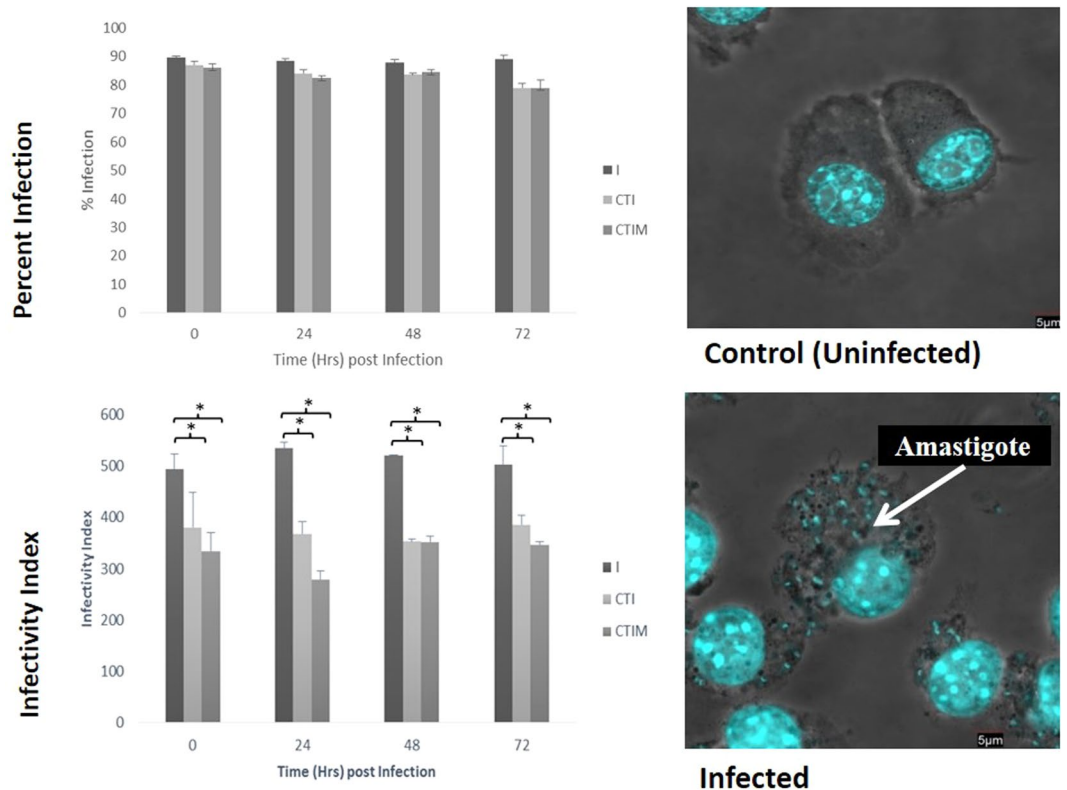 Percent Infection
% Infection
100
90
80
70
60
50
40
30
20
10
0
0 24 48 72
Time (Hrs) post Infection
I
CTI
CTIM
5µm
Control (Uninfected)
Infectivity Index
Infectivity Index
600
500
400
300
200
100
0
* * * *
* * * *
0 24 48 72
Time (Hrs) post Infection
I
CTI
CTIM
Amastigote
5µm
Infected